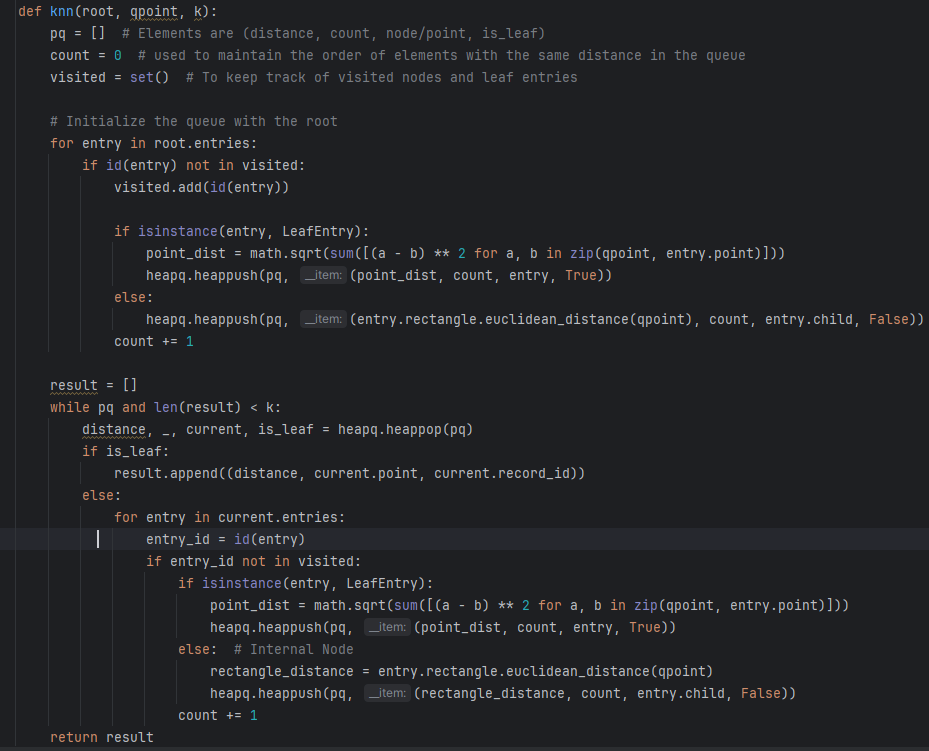 def knn(root, qpoint, k):
    pq = []  # Elements are (distance, count, node/point, is_leaf)
    count = 0  # used to maintain the order of elements with the same distance in the queue
    visited = set()  # To keep track of visited nodes and leaf entries

    # Initialize the queue with the root
    for entry in root.entries:
        if id(entry) not in visited:
            visited.add(id(entry))

            if isinstance(entry, LeafEntry):
                point_dist = math.sqrt(sum([(a - b) ** 2 for a, b in zip(qpoint, entry.point)]))
                heapq.heappush(pq, __item: (point_dist, count, entry, True))
            else:
                heapq.heappush(pq, __item: (entry.rectangle.euclidean_distance(qpoint), count, entry.child, False))
            count += 1

    result = []
    while pq and len(result) < k:
        distance, _, current, is_leaf = heapq.heappop(pq)
        if is_leaf:
            result.append((distance, current.point, current.record_id))
        else:
            for entry in current.entries:
                entry_id = id(entry)
                if entry_id not in visited:
                    if isinstance(entry, LeafEntry):
                        point_dist = math.sqrt(sum([(a - b) ** 2 for a, b in zip(qpoint, entry.point)]))
                        heapq.heappush(pq, __item: (point_dist, count, entry, True))
                    else:  # Internal Node
                        rectangle_distance = entry.rectangle.euclidean_distance(qpoint)
                        heapq.heappush(pq, __item: (rectangle_distance, count, entry.child, False))
                    count += 1
    return result